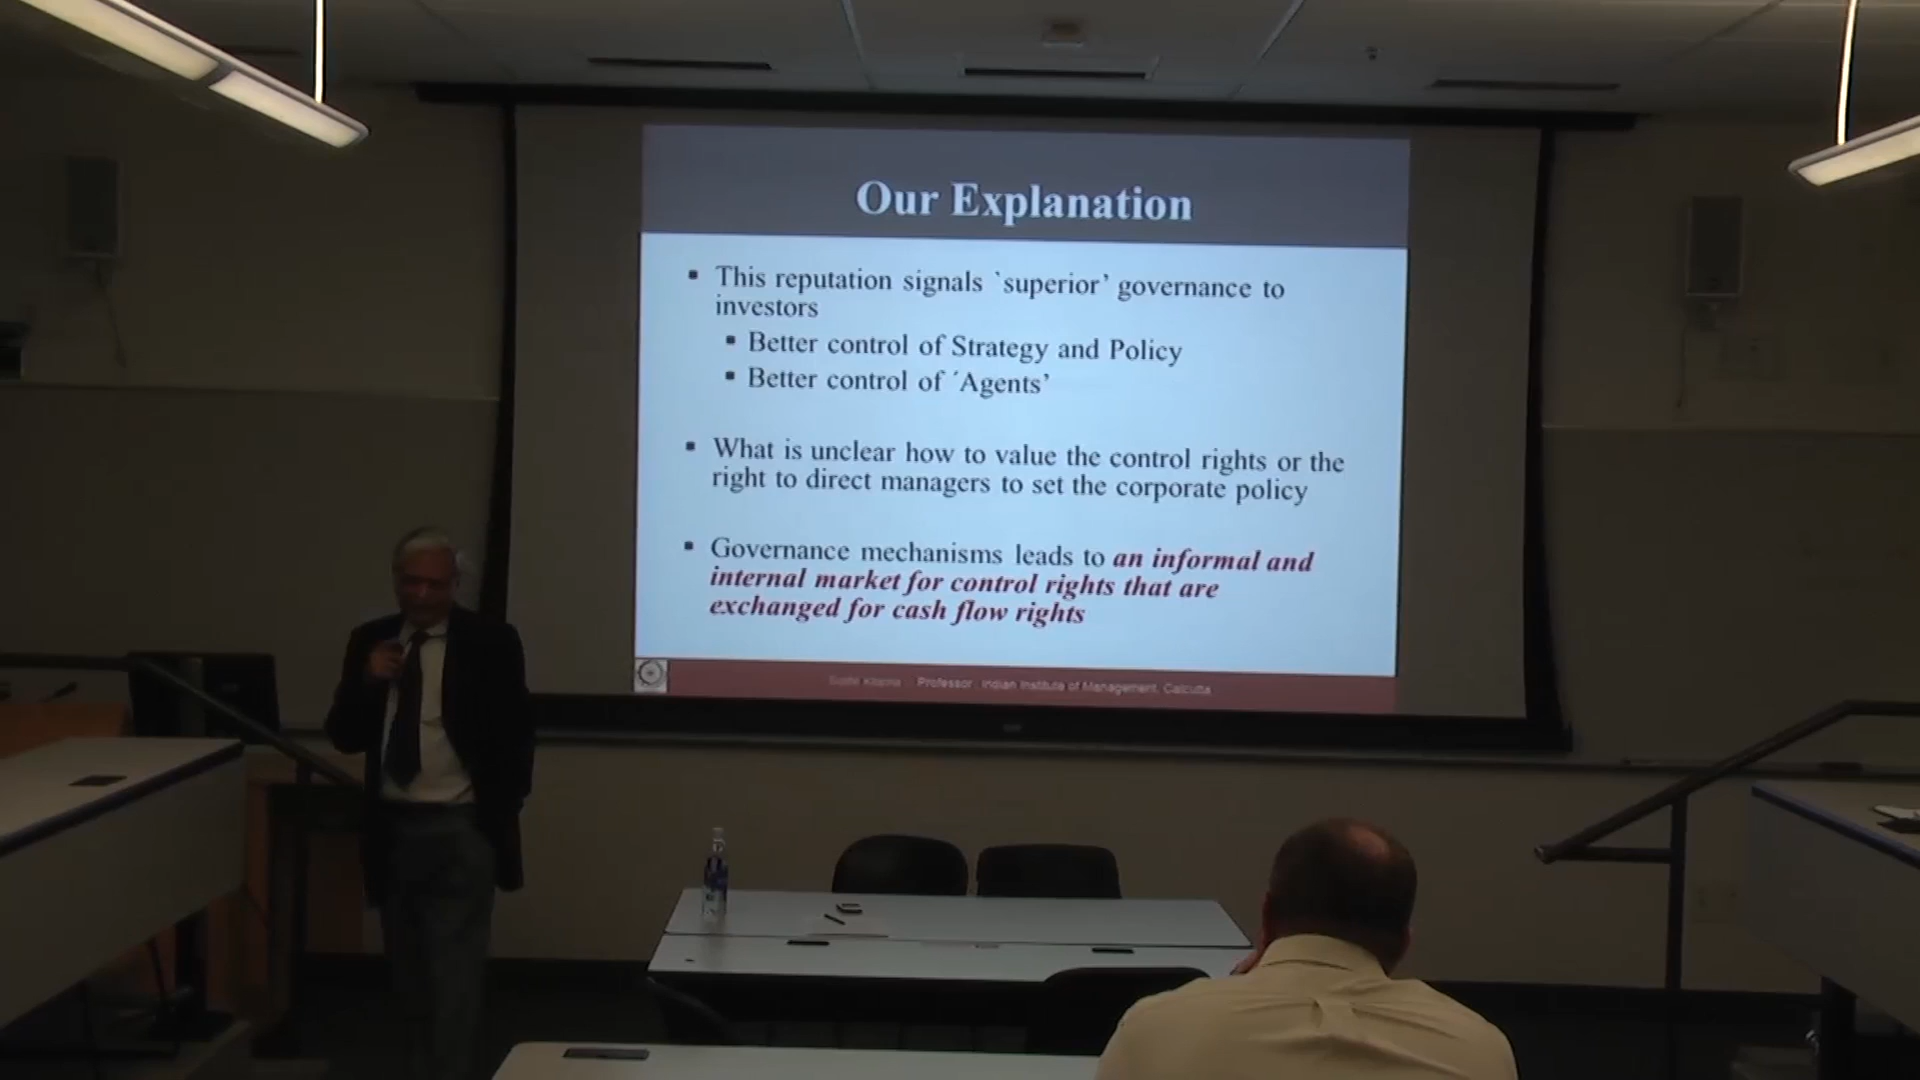 Our Explanation
▪ This reputation signals `superior’ governance to
investors
▪ Better control of Strategy and Policy
▪ Better control of ´Agents’
▪ What is unclear how to value the control rights or the
right to direct managers to set the corporate policy
▪ Governance mechanisms leads to an informal and
internal market for control rights that are
exchanged for cash flow rights
Professor Indian Institute of Management, Calcutta